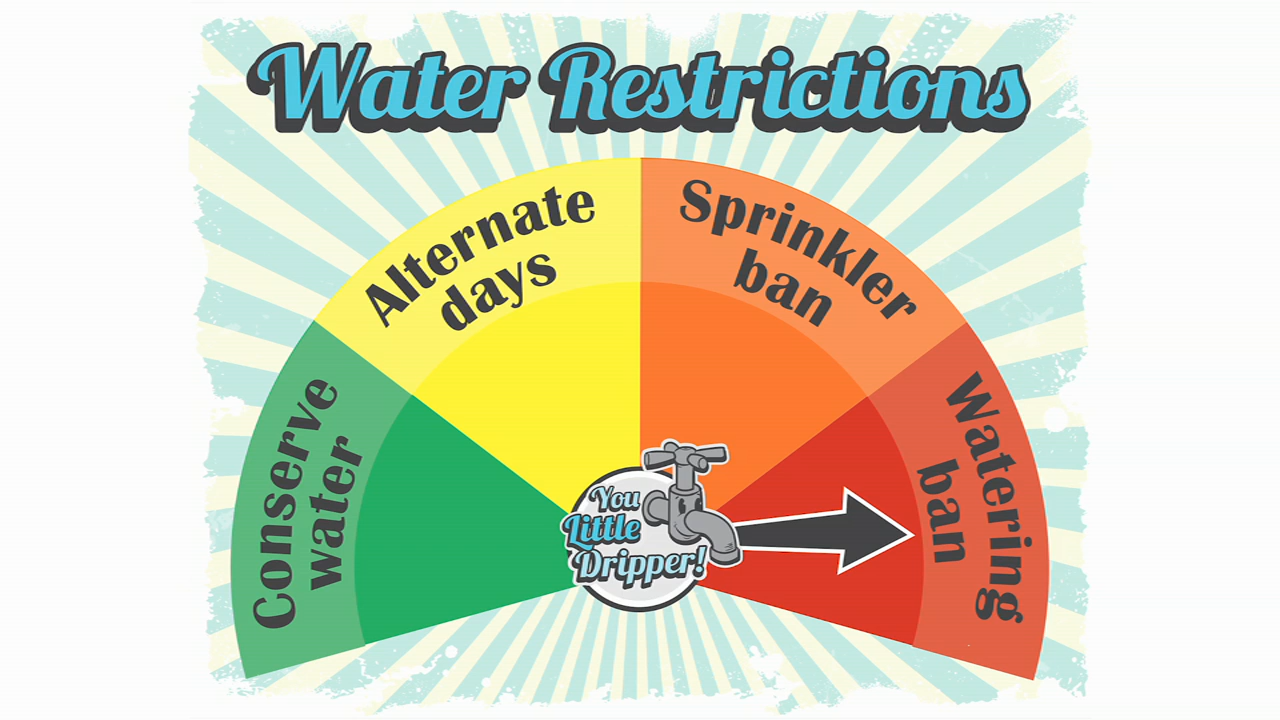 Water Restrictions
Conserve
water
Alternate
days
Sprinkler
ban
Watering
ban
You
Little
Dripper!